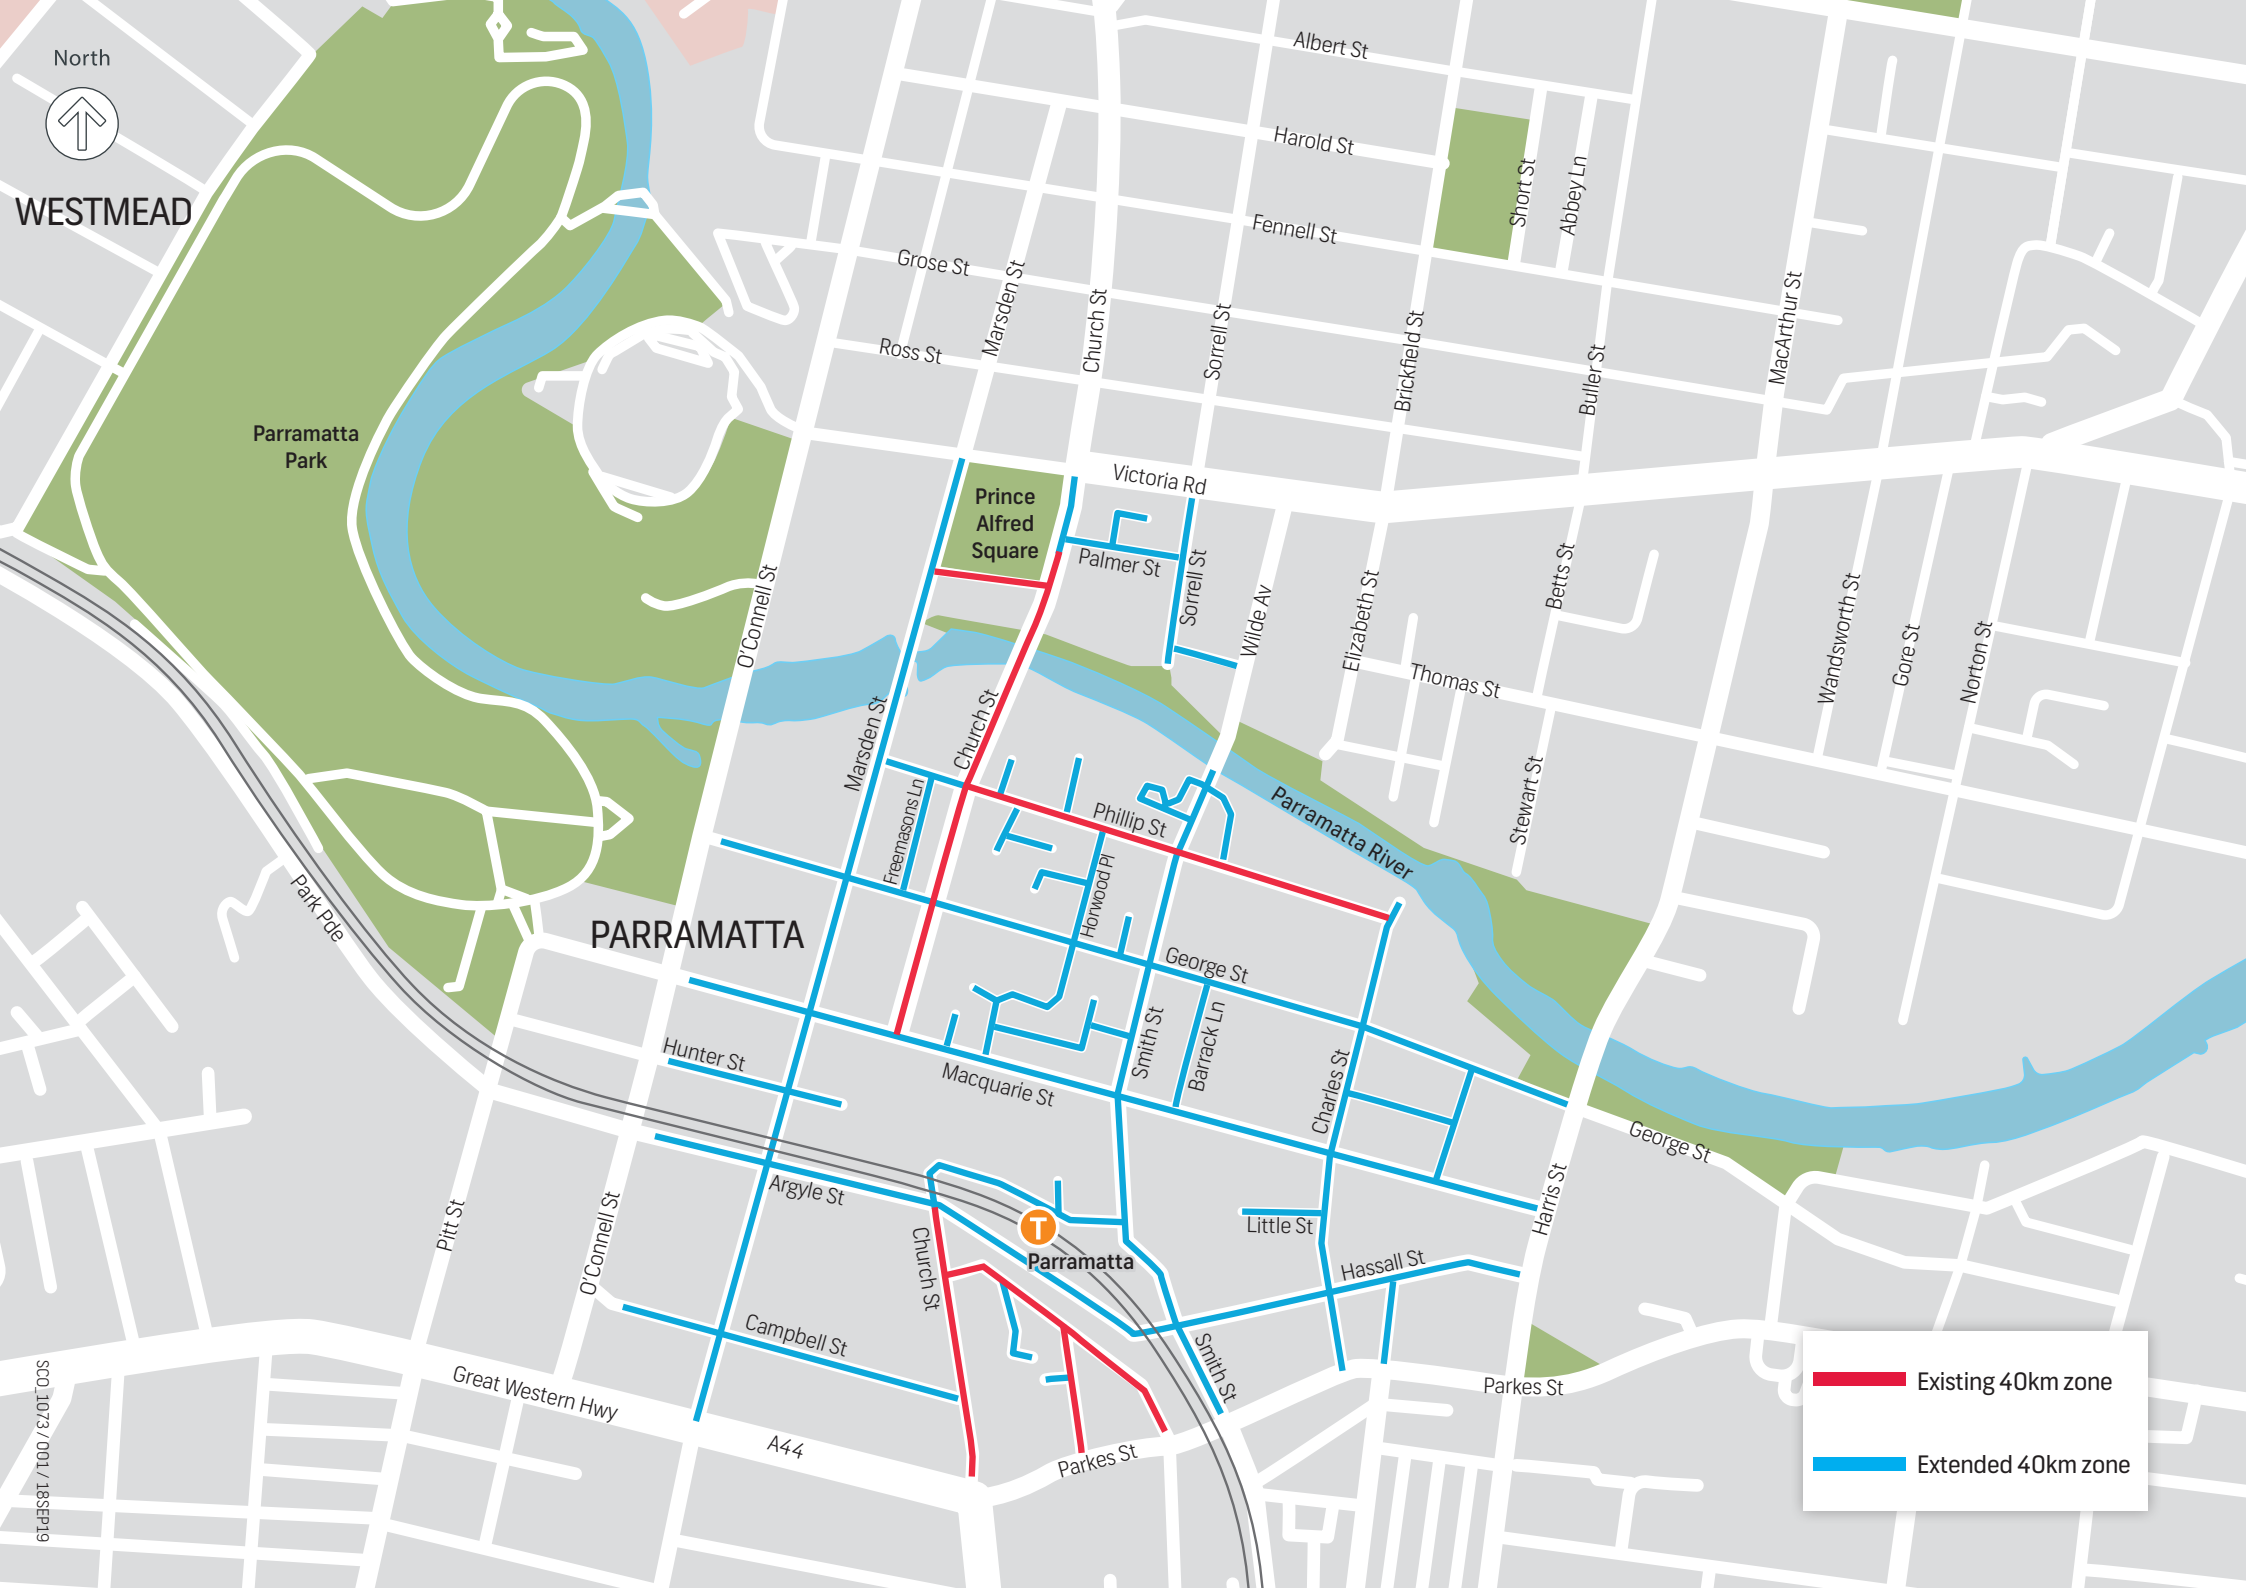 North
WESTMEAD
Albert St
Harold St
Short St
Abbey Ln
Fennell St
Grose St
Marsden St
Church St
Sorrell St
Brickfield St
Buller St
MacArthur St
Ross St
Parramatta
Park
Victoria Rd
Prince
Alfred
Square
Palmer St
Sorrell St
Wilde Av
O'Connell St
Elizabeth St
Betts St
Thomas St
Wandsworth St
Gore St
Norton St
Marsden St
Church St
Freemasons Ln
Phillip St
Horwood Pl
Parramatta River
Stewart St
Park Pde
PARRAMATTA
George St
Smith St
Barrack Ln
Charles St
Hunter St
Macquarie St
George St
Harris St
Argyle St
Pitt St
O'Connell St
Church St
T
Parramatta
Little St
Hassall St
Campbell St
Smith St
Great Western Hwy
A44
Parkes St
Parkes St
Existing 40km zone
Extended 40km zone
SCO_1073 / 001 / 18SEP19